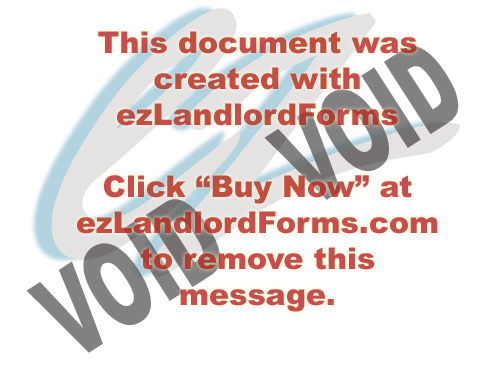 This document was
created with
ezLandlordForms
VOID
Click “Buy Now” at
ezLandlordForms.com
VOID
to remove this
message.